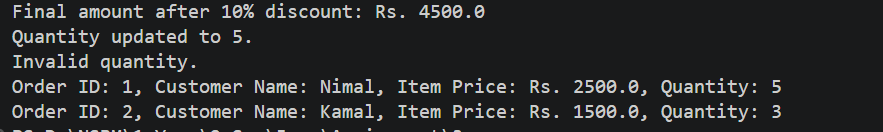 Final amount after 10% discount: Rs. 4500.0
Quantity updated to 5.
Invalid quantity.
Order ID: 1, Customer Name: Nimal, Item Price: Rs. 2500.0, Quantity: 5
Order ID: 2, Customer Name: Kamal, Item Price: Rs. 1500.0, Quantity: 3